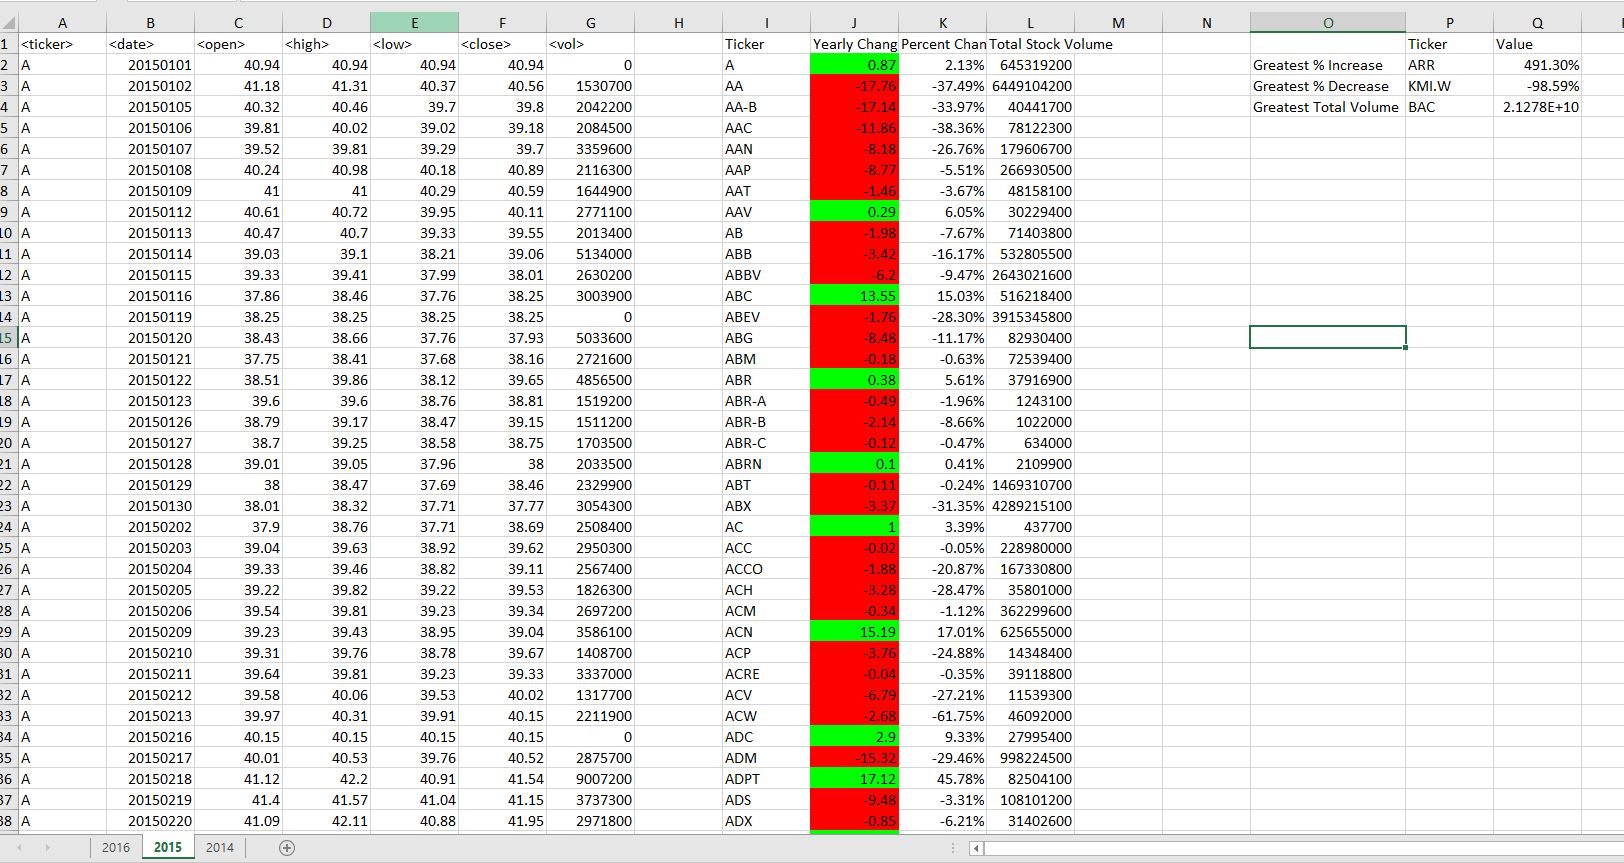 A B C D E F G H I J K L M N O P Q
1 <ticker> <date> <open> <high> <low> <close> <vol> Ticker Yearly Chang Percent Chan Total Stock Volume Ticker Value
2 A 20150101 40.94 40.94 40.94 40.94 0 A 0.87 2.13% 645319200 Greatest % Increase ARR 491.30%
3 A 20150102 41.18 41.31 40.37 40.56 1530700 AA -17.76 -37.49% 6449104200 Greatest % Decrease KMI.W -98.59%
4 A 20150105 40.32 40.46 39.7 39.8 2042200 AA-B -17.14 -33.97% 40441700 Greatest Total Volume BAC 2.1278E+10
5 A 20150106 39.81 40.02 39.02 39.18 2084500 AAC -11.86 -38.36% 78122300
6 A 20150107 39.52 39.81 39.29 39.7 3359600 AAN -8.18 -26.76% 179606700
7 A 20150108 40.24 40.98 40.18 40.89 2116300 AAP -8.77 -5.51% 266930500
8 A 20150109 41 41 40.29 40.59 1644900 AAT -1.46 -3.67% 48158100
9 A 20150112 40.61 40.72 39.95 40.11 2771100 AAV 0.29 6.05% 30229400
10 A 20150113 40.47 40.7 39.33 39.55 2013400 AB -1.98 -7.67% 71403800
11 A 20150114 39.03 39.1 38.21 39.06 5134000 ABB -3.42 -16.17% 532805500
12 A 20150115 39.33 39.41 37.99 38.01 2630200 ABBV -6.2 -9.47% 2643021600
13 A 20150116 37.86 38.46 37.76 38.25 3003900 ABC 13.55 15.03% 516218400
14 A 20150119 38.25 38.25 38.25 38.25 0 ABEV -1.76 -28.30% 3915345800
15 A 20150120 38.43 38.66 37.76 37.93 5033600 ABG -8.48 -11.17% 82930400
16 A 20150121 37.75 38.41 37.68 38.16 2721600 ABM -0.18 -0.63% 72539400
17 A 20150122 38.51 39.86 38.12 39.65 4856500 ABR 0.38 5.61% 37916900
18 A 20150123 39.6 39.6 38.76 38.81 1519200 ABR-A -0.49 -1.96% 1243100
19 A 20150126 38.79 39.17 38.47 39.15 1511200 ABR-B -2.14 -8.66% 1022000
20 A 20150127 38.7 39.25 38.58 38.75 1703500 ABR-C -0.12 -0.47% 634000
21 A 20150128 39.01 39.05 37.96 38 2033500 ABRN 0.1 0.41% 2109900
22 A 20150129 38 38.47 37.69 38.46 2329900 ABT -0.11 -0.24% 1469310700
23 A 20150130 38.01 38.32 37.71 37.77 3054300 ABX -3.37 -31.35% 4289215100
24 A 20150202 37.9 38.76 37.71 38.69 2508400 AC 1 3.39% 437700
25 A 20150203 39.04 39.63 38.92 39.62 2950300 ACC -0.02 -0.05% 228980000
26 A 20150204 39.33 39.46 38.82 39.11 2567400 ACCO -1.88 -20.87% 167330800
27 A 20150205 39.22 39.82 39.22 39.53 1826300 ACH -3.28 -28.47% 35801000
28 A 20150206 39.54 39.81 39.23 39.34 2697200 ACM -0.34 -1.12% 362299600
29 A 20150209 39.23 39.43 38.95 39.04 3586100 ACN 15.19 17.01% 625655000
30 A 20150210 39.31 39.76 38.78 39.67 1408700 ACP -3.76 -24.88% 14348400
31 A 20150211 39.64 39.81 39.23 39.33 3337000 ACRE -0.04 -0.35% 39118800
32 A 20150212 39.58 40.06 39.53 40.02 1317700 ACV -6.79 -27.21% 11539300
33 A 20150213 39.97 40.31 39.91 40.15 2211900 ACW -2.68 -61.75% 46092000
34 A 20150216 40.15 40.15 40.15 40.15 0 ADC 2.9 9.33% 27995400
35 A 20150217 40.01 40.53 39.76 40.52 2875700 ADM -15.32 -29.46% 998224500
36 A 20150218 41.12 42.2 40.91 41.54 9007200 ADPT 17.12 45.78% 82504100
37 A 20150219 41.4 41.57 41.04 41.15 3737300 ADS -9.48 -3.31% 108101200
38 A 20150220 41.09 42.11 40.88 41.95 2971800 ADX -0.85 -6.21% 31402600
2016 2015 2014